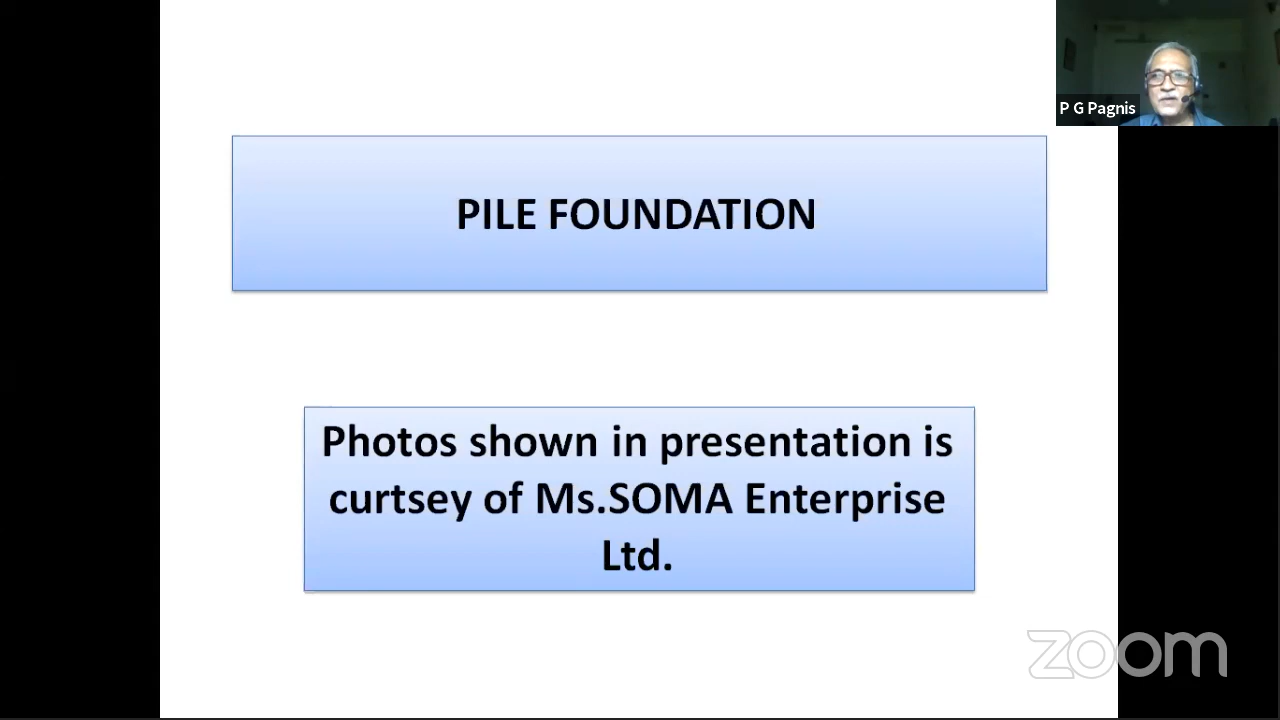 P G Pagnis
PILE FOUNDATION
Photos shown in presentation is
curtsey of Ms.SOMA Enterprise
Ltd.
zoom